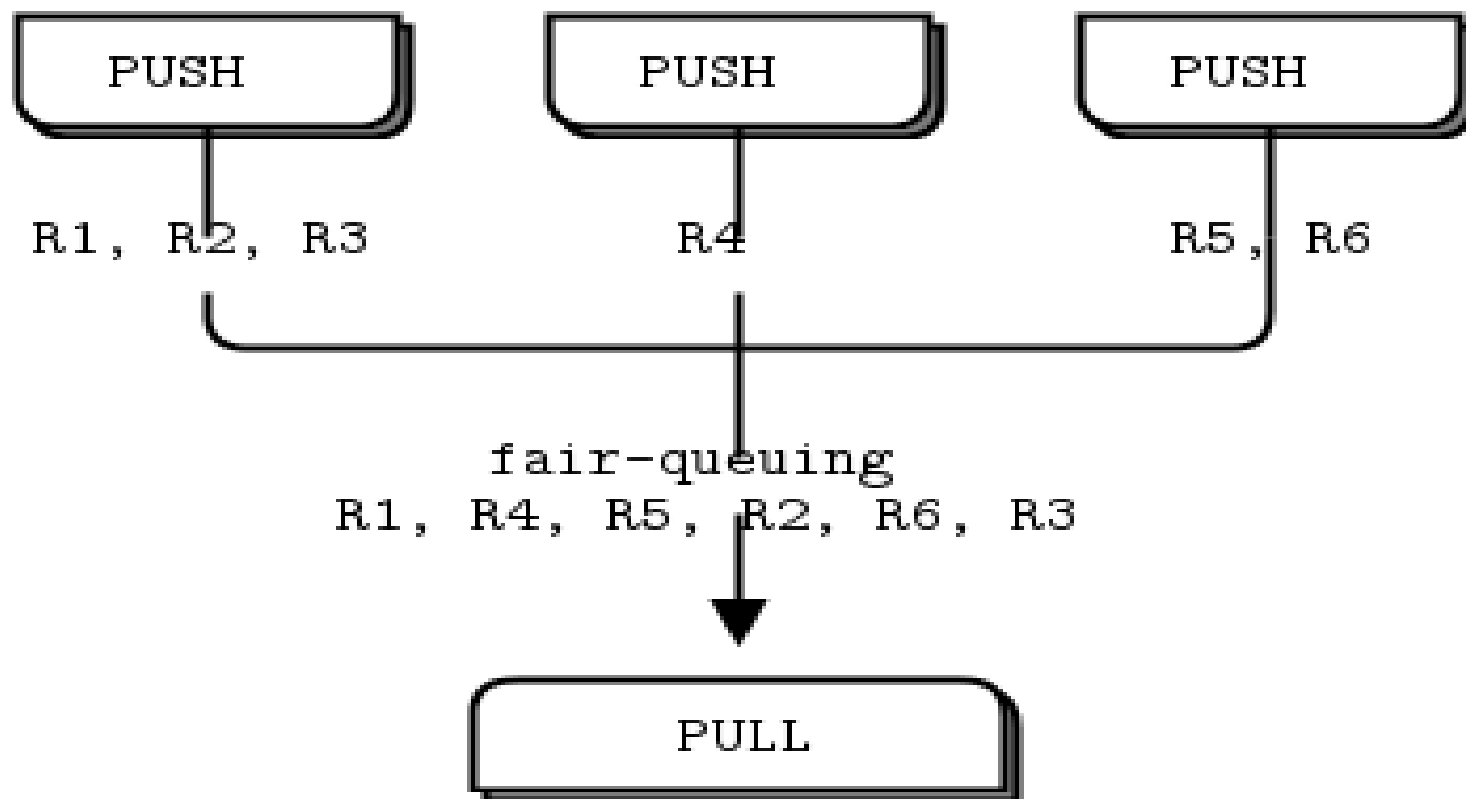 PUSH PUSH PUSH
R1, R2, R3 R4 R5, R6
fair-queuing
R1, R4, R5, R2, R6, R3
PULL